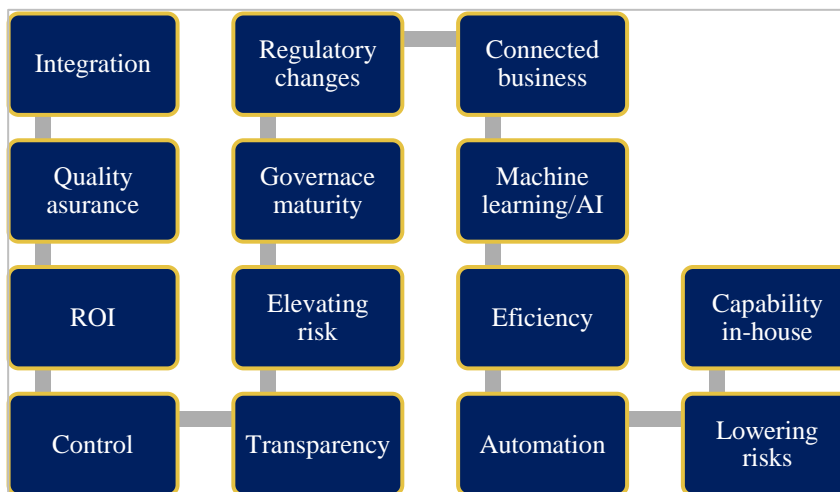 Integration
Quality
asurance
ROI
Control
Transparency
Elevating
risk
Governace
maturity
Regulatory
changes
Connected
business
Machine
learning/AI
Eficiency
Automation
Lowering
risks
Capability
in-house